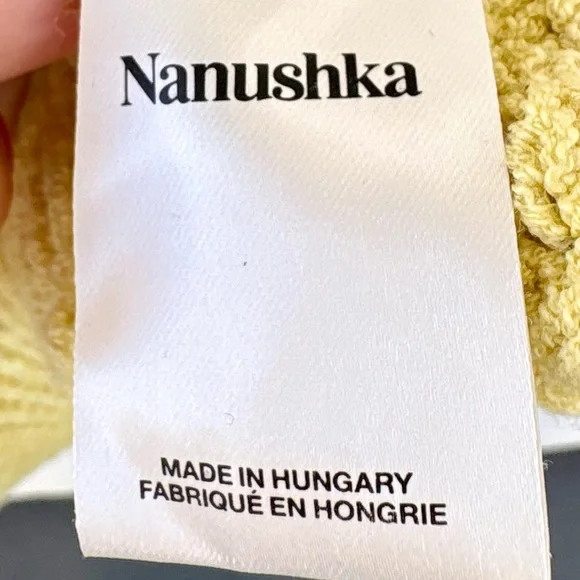 Nanushka
MADE IN HUNGARY
FABRIQUÉ EN HONGRIE